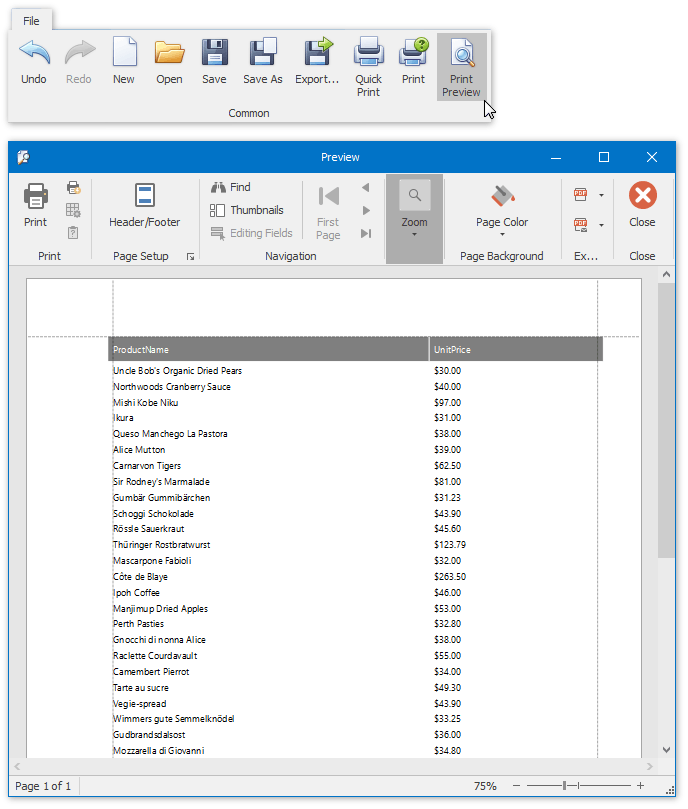 File
Undo Redo New Open Save Save As Export... Quick Print Print Print Preview
Common
Preview
Print
Header/Footer
Find
Thumbnails
Editing Fields
First Page
Zoom
Page Color
Close
Print Page Setup Navigation Page Background Ex... Close
ProductName UnitPrice
Uncle Bob's Organic Dried Pears $30.00
Northwoods Cranberry Sauce $40.00
Mishi Kobe Niku $97.00
Ikura $31.00
Queso Manchego La Pastora $38.00
Alice Mutton $39.00
Carnarvon Tigers $62.50
Sir Rodney's Marmalade $81.00
Gumbär Gummibärchen $31.23
Schoggi Schokolade $43.90
Rössle Sauerkraut $45.60
Thüringer Rostbratwurst $123.79
Mascarpone Fabioli $32.00
Côte de Blaye $263.50
Ipoh Coffee $46.00
Manjimup Dried Apples $53.00
Perth Pasties $32.80
Gnocchi di nonna Alice $38.00
Raclette Courdavault $55.00
Camembert Pierrot $34.00
Tarte au sucre $49.30
Vegie-spread $43.90
Wimmers gute Semmelknödel $33.25
Gudbrandsdalsost $36.00
Mozzarella di Giovanni $34.80
Page 1 of 1 75%